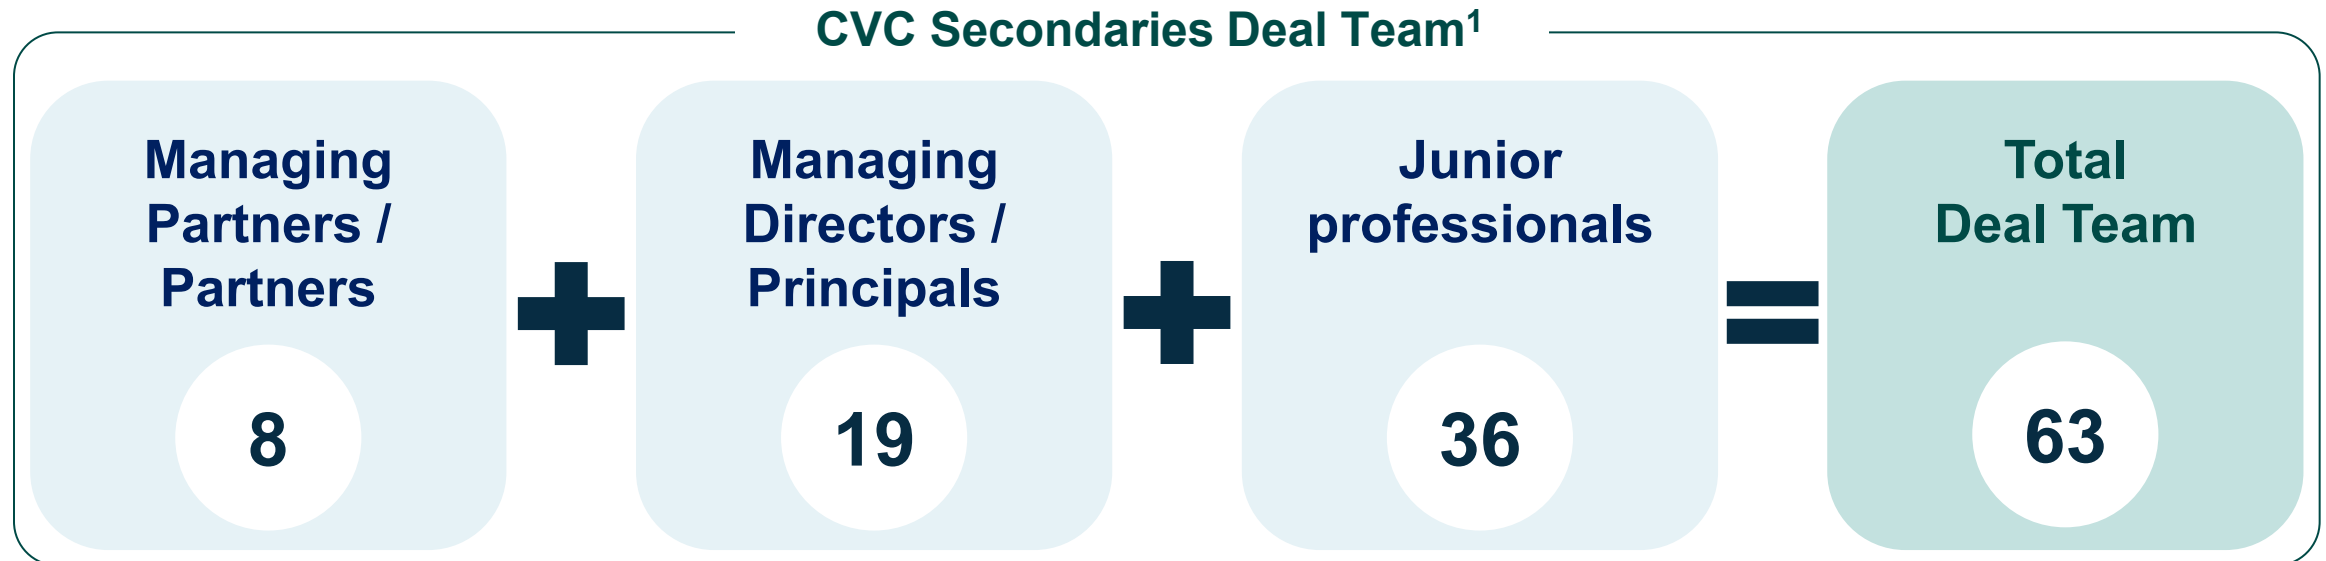 CVC Secondaries Deal Team¹
Managing
Partners /
Partners
8
Managing
Directors /
Principals
19
Junior
professionals
36
Total
Deal Team
63